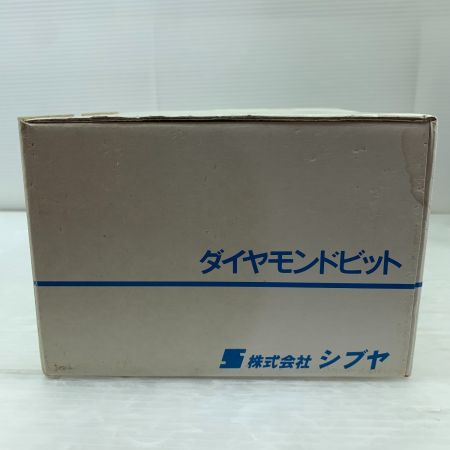 ダイヤモンドビット
株式会社 シブヤ